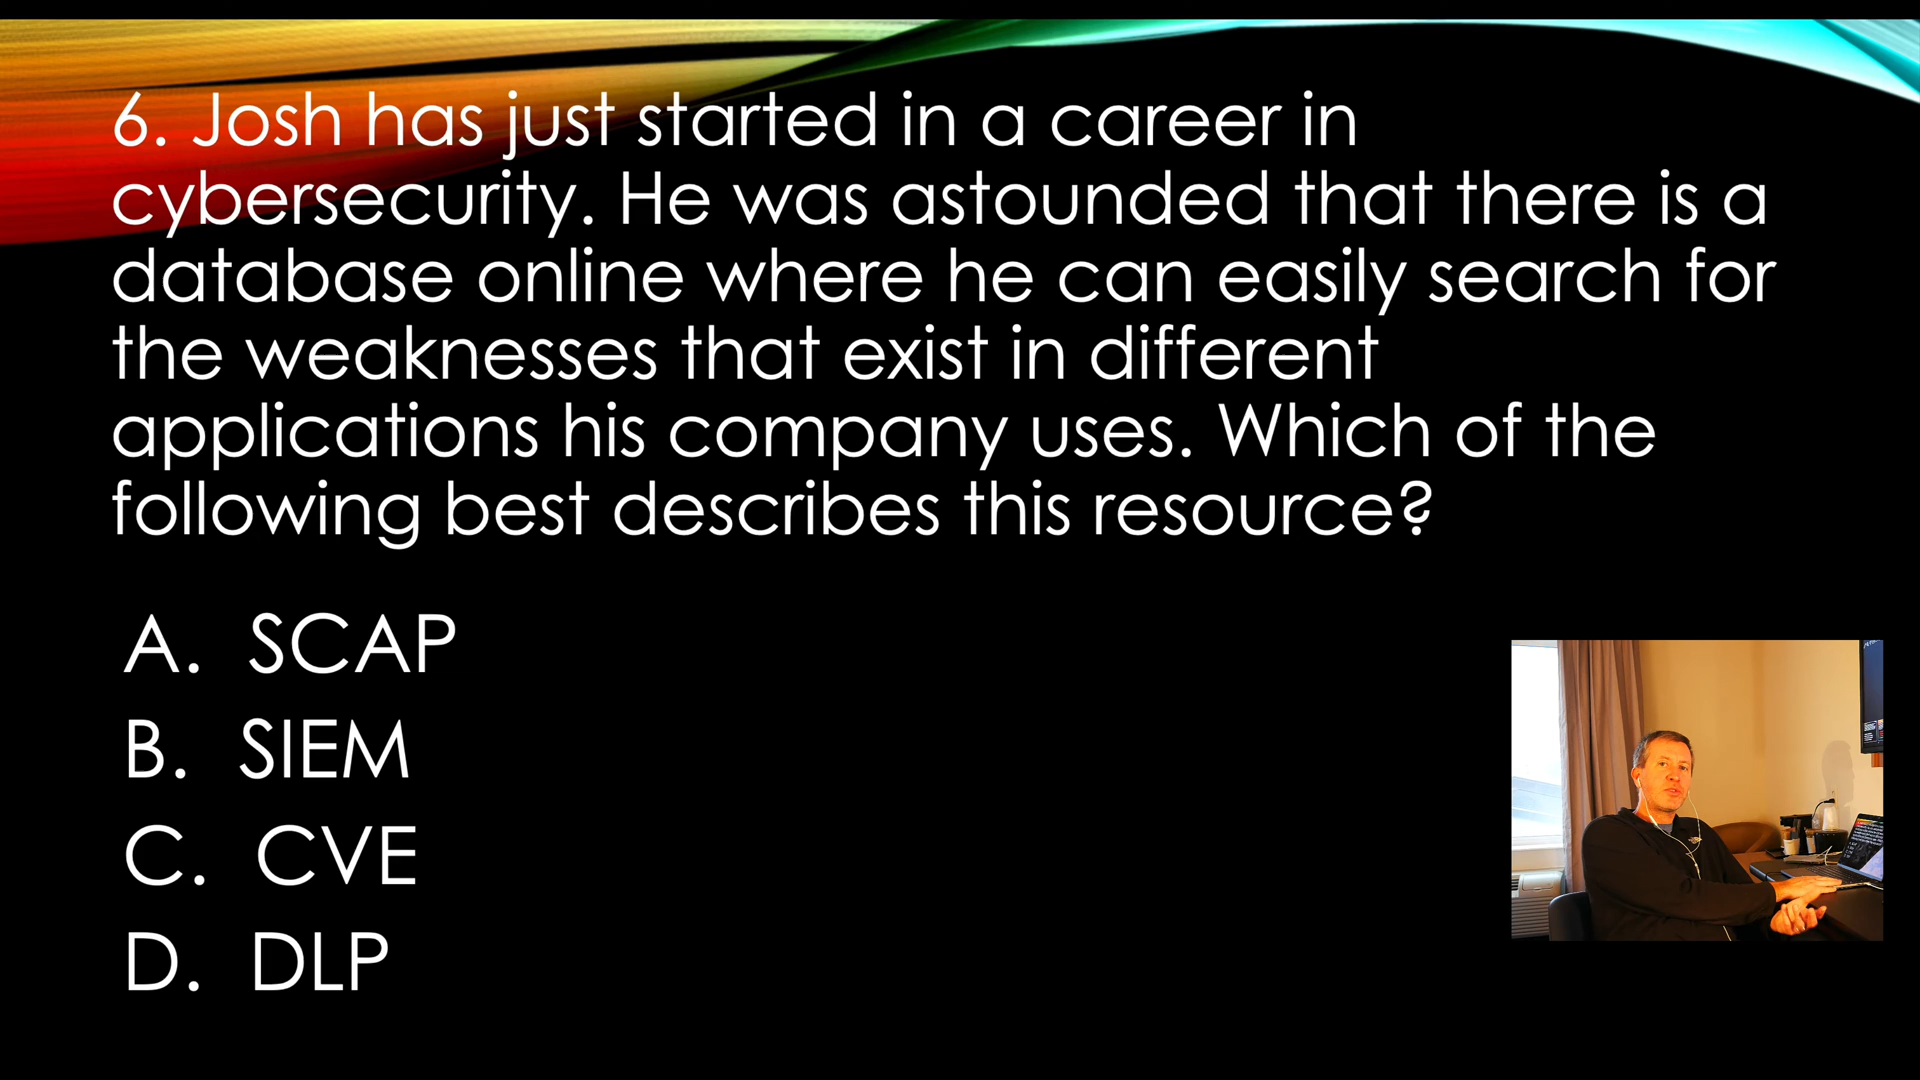 6. Josh has just started in a career in
cybersecurity. He was astounded that there is a
database online where he can easily search for
the weaknesses that exist in different
applications his company uses. Which of the
following best describes this resource?
A. SCAP
B. SIEM
C. CVE
D. DLP